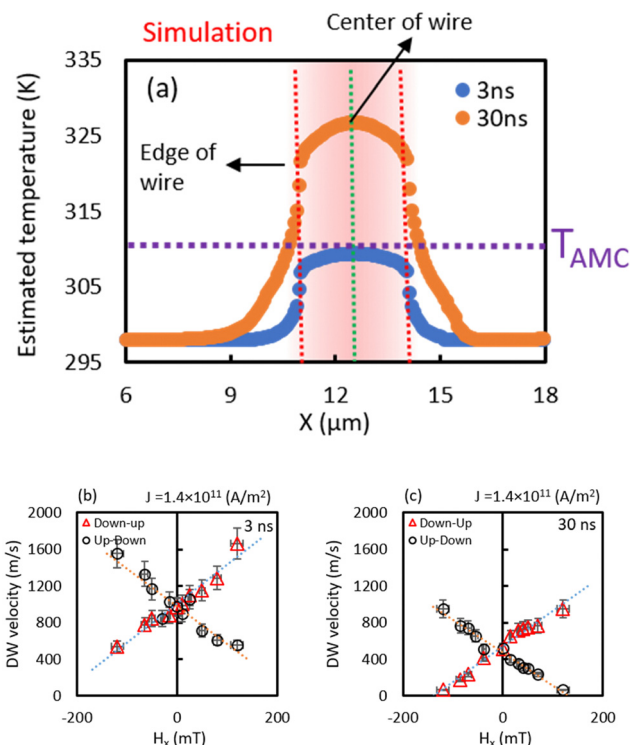 Simulation
Center of wire
335
(a)
3ns
30ns
325
Edge of
wire
315
T_AMC
305
295
6 9 12 15 18
Estimated temperature (K)
X (μm)
(b) J =1.4×10¹¹ (A/m²)
2000
Down-up
3 ns
Up-Down
1600
1200
800
400
0
-200 0 200
DW velocity (m/s)
Hₓ (mT)
(c) J =1.4×10¹¹ (A/m²)
2000
Down-Up
30 ns
Up-Down
1600
1200
800
400
0
-200 0 200
DW velocity (m/s)
Hₓ (mT)